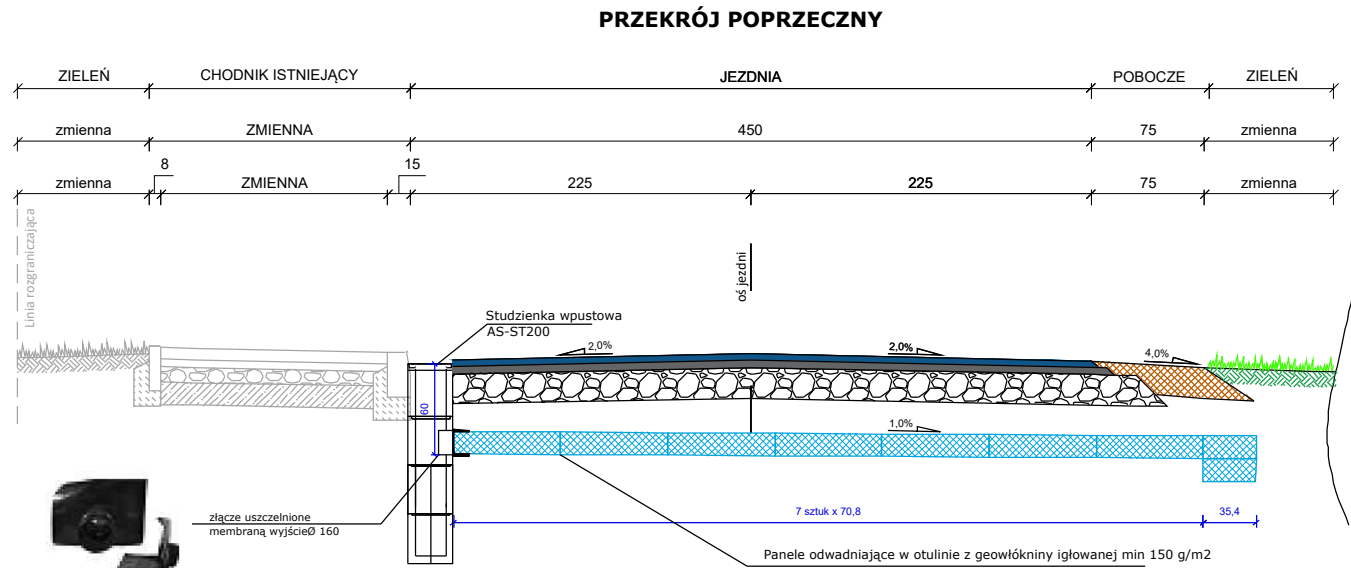 PRZEKRÓJ POPRZECZNY
ZIELEŃ CHODNIK ISTNIEJĄCY JEZDNIA POBOCZE ZIELEŃ
zmienna ZMIENNA 450 75 zmienna
8 15
zmienna ZMIENNA 225 225 75 zmienna
Linia rozgraniczająca
oś jezdni
Studzienka wpustowa
AS-ST200
2,0% 2,0% 4,0%
60
1,0%
7 sztuk x 70,8 35,4
złącze uszczelnione
membraną wyjścieØ 160
Panele odwadniające w otulinie z geowłókniny igłowanej min 150 g/m2